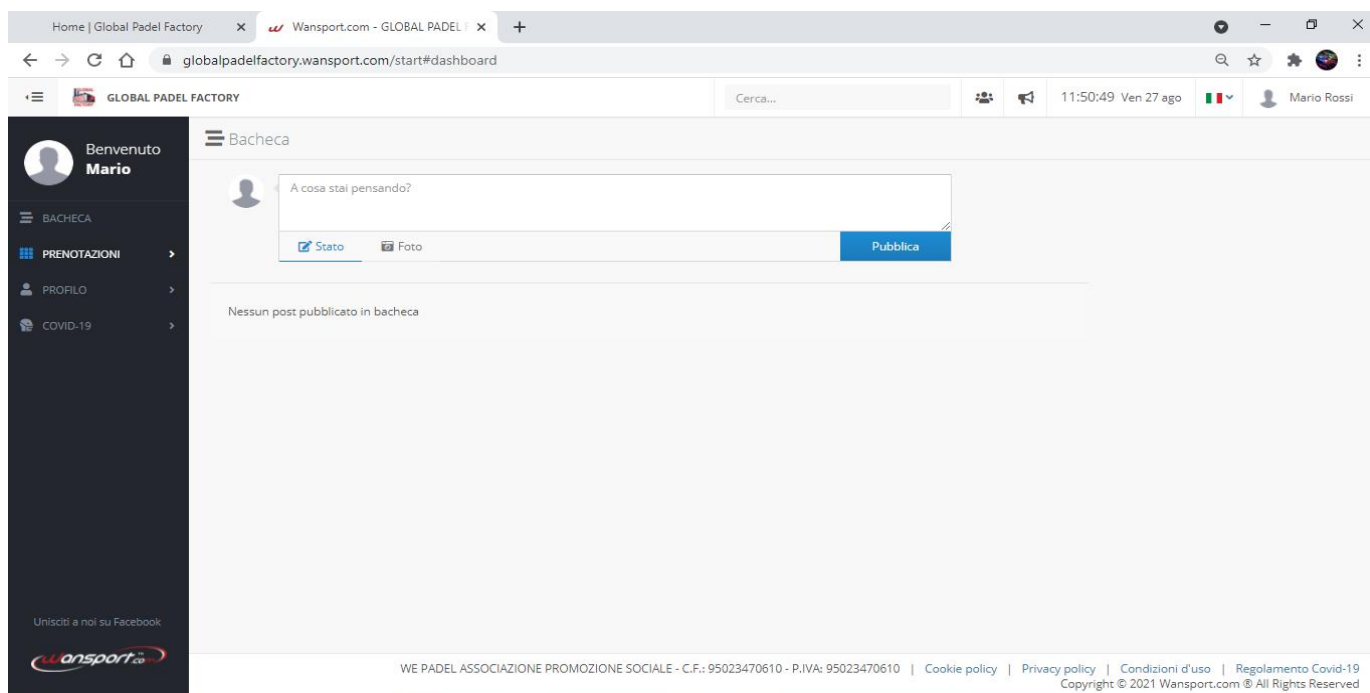 Home | Global Padel Factory
Wansport.com - GLOBAL PADEL F
globalpadelfactory.wansport.com/start#dashboard
GLOBAL PADEL FACTORY
Cerca...
11:50:49 Ven 27 ago
Mario Rossi
Benvenuto
Mario
BACHECA
PRENOTAZIONI
PROFILO
COVID-19
Unisciti a noi su Facebook
wansport.com
Bacheca
A cosa stai pensando?
Stato
Foto
Pubblica
Nessun post pubblicato in bacheca
WE PADEL ASSOCIAZIONE PROMOZIONE SOCIALE - C.F.: 95023470610 - P.IVA: 95023470610 | Cookie policy | Privacy policy | Condizioni d'uso | Regolamento Covid-19
Copyright © 2021 Wansport.com ® All Rights Reserved